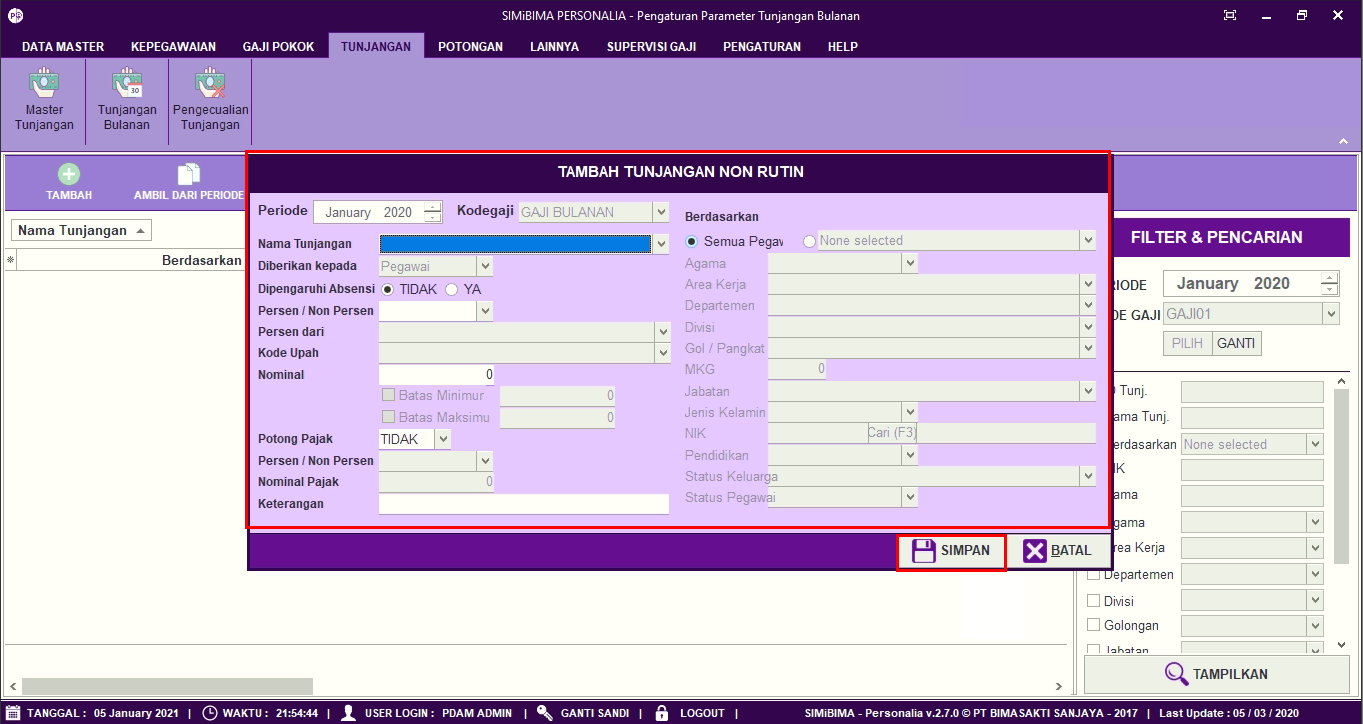 SIMiBIMA PERSONALIA - Pengaturan Parameter Tunjangan Bulanan
DATA MASTER KEPEGAWAIAN GAJI POKOK TUNJANGAN POTONGAN LAINNYA SUPERVISI GAJI PENGATURAN HELP
Master Tunjangan
30
Tunjangan Bulanan
Pengecualian Tunjangan
TAMBAH
AMBIL DARI PERIODE
Nama Tunjangan
Berdasarkan
TAMBAH TUNJANGAN NON RUTIN
Periode January 2020 Kodegaji GAJI BULANAN
Nama Tunjangan
Diberikan kepada Pegawai
Dipengaruhi Absensi TIDAK YA
Persen / Non Persen
Persen dari
Kode Upah
Nominal 0
Batas Minimur 0
Batas Maksimu 0
Potong Pajak TIDAK
Persen / Non Persen
Nominal Pajak 0
Keterangan
Berdasarkan
Semua Pegav None selected
Agama
Area Kerja
Departemen
Divisi
Gol / Pangkat
MKG 0
Jabatan
Jenis Kelamin
NIK Cari (F3)
Pendidikan
Status Keluarga
Status Pegawai
SIMPAN BATAL
FILTER & PENCARIAN
IODE January 2020
DE GAJI GAJI01
PILIH GANTI
Tunj.
ama Tunj.
erdasarkan None selected
IK
ama
gama
rea Kerja
Departemen
Divisi
Golongan
Jabatan
TAMPILKAN
TANGGAL : 05 January 2021 | WAKTU : 21:54:44 | USER LOGIN : PDAM ADMIN | GANTI SANDI | LOGOUT | SIMiBIMA - Personalia v.2.7.0 © PT BIMASAKTI SANJAYA - 2017 | Last Update : 05 / 03 / 2020